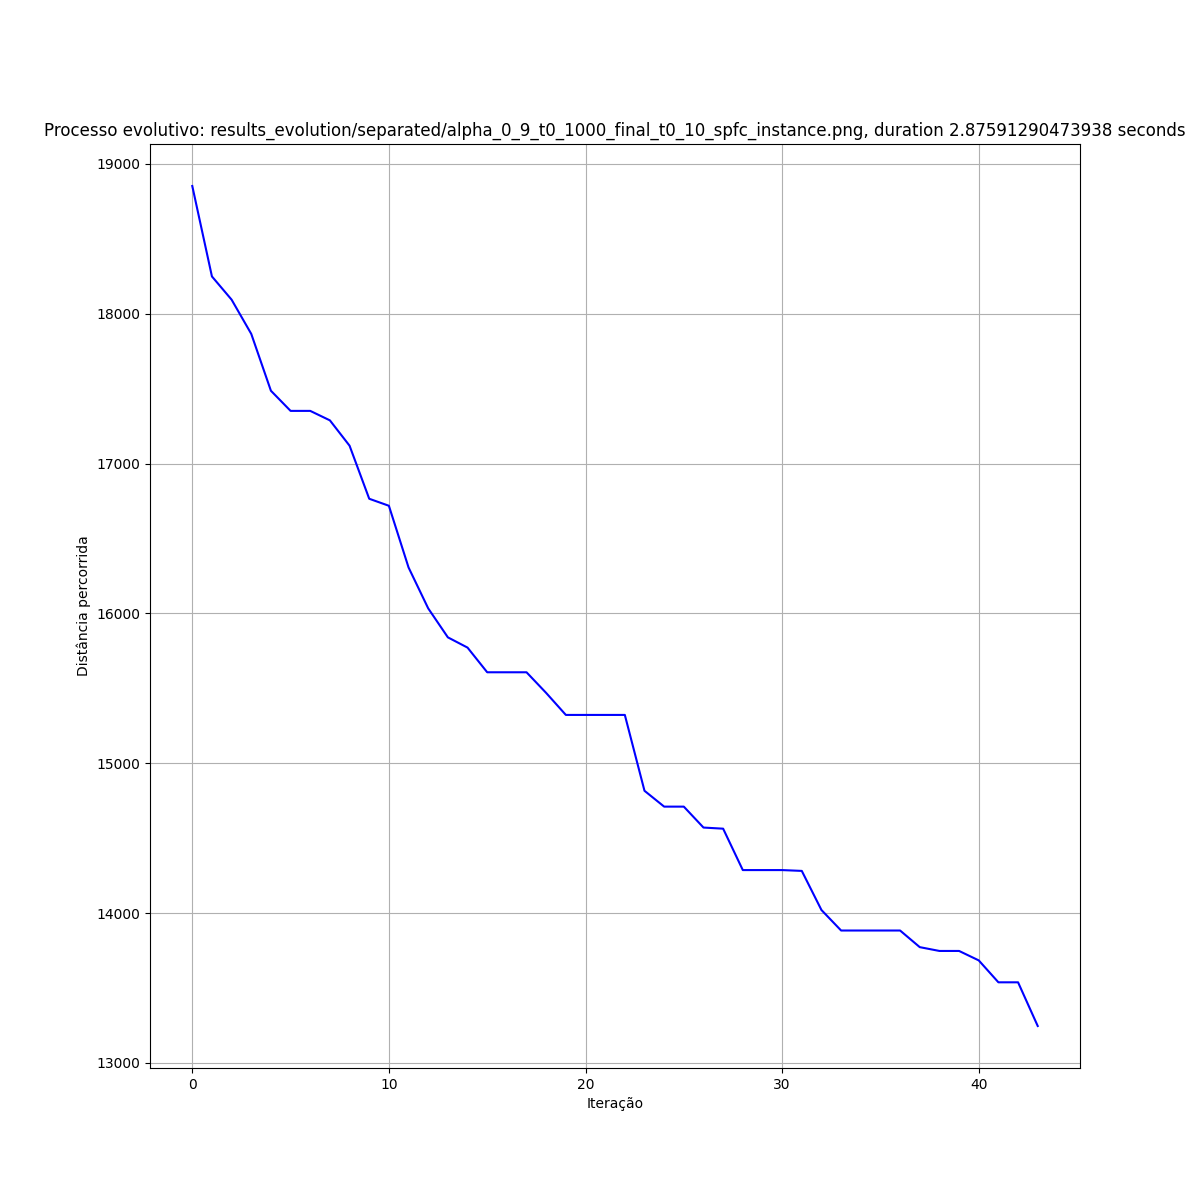 Processo evolutivo: results_evolution/separated/alpha_0_9_t0_1000_final_t0_10_spfc_instance.png, duration 2.87591290473938 seconds
19000
18000
17000
16000
15000
14000
13000
Distância percorrida
0 10 20 30 40
Iteração